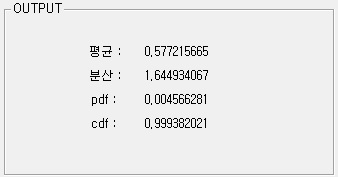 OUTPUT
평균 : 0,577215665
분산 : 1,644934067
pdf : 0,004566281
cdf : 0,999382021